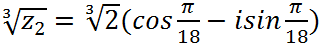 ∛z₂ = ∛2(cos π/18 − isin π/18)